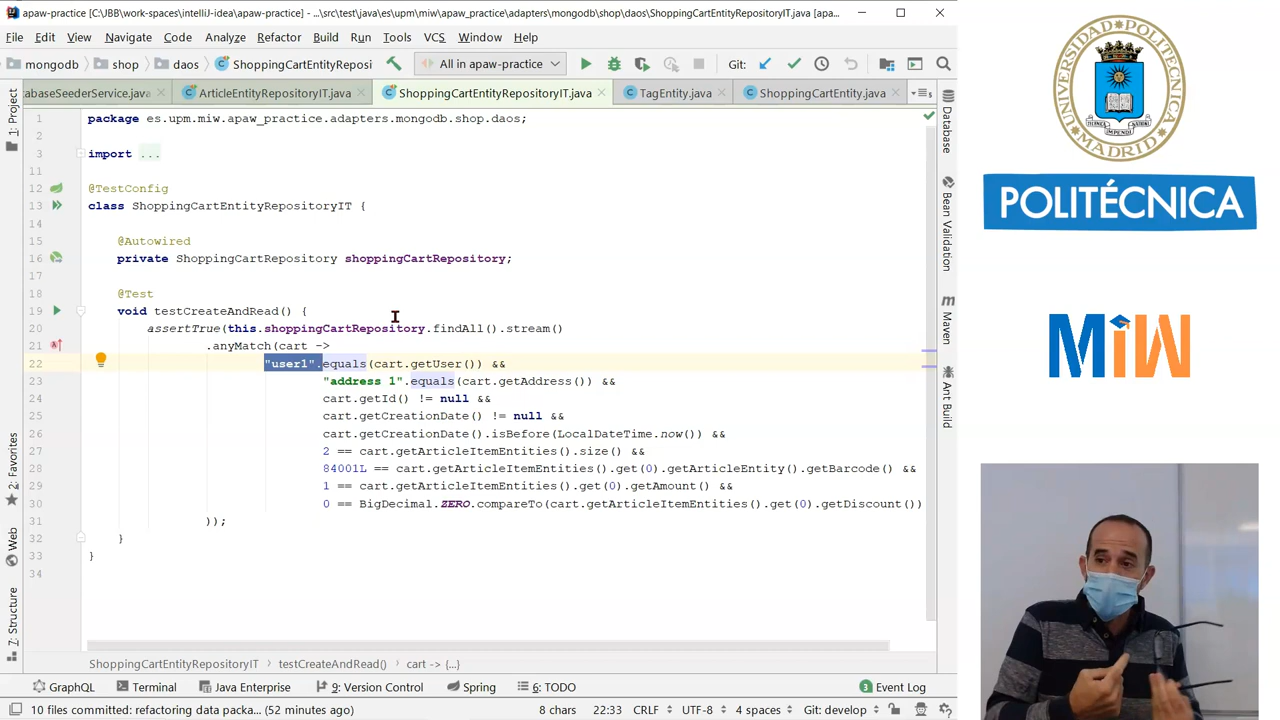 apaw-practice [C:\JBB\work-spaces\intelliJ-idea\apaw-practice] - ...\src\test\java\es\upm\miw\apaw_practice\adapters\mongodb\shop\daos\ShoppingCartEntityRepositoryIT.java [apa...
File Edit View Navigate Code Analyze Refactor Build Run Tools VCS Window Help
mongodb shop daos ShoppingCartEntityReposi All in apaw-practice Git:
abaseSeederService.java ArticleEntityRepositoryIT.java ShoppingCartEntityRepositoryIT.java TagEntity.java ShoppingCartEntity.java
1 package es.upm.miw.apaw_practice.adapters.mongodb.shop.daos;
2
3 import ...
11
12 @TestConfig
13 class ShoppingCartEntityRepositoryIT {
14
15 @Autowired
16 private ShoppingCartRepository shoppingCartRepository;
17
18 @Test
19 void testCreateAndRead() {
20 assertTrue(this.shoppingCartRepository.findAll().stream()
21 .anyMatch(cart ->
22 "user1".equals(cart.getUser()) &&
23 "address 1".equals(cart.getAddress()) &&
24 cart.getId() != null &&
25 cart.getCreationDate() != null &&
26 cart.getCreationDate().isBefore(LocalDateTime.now()) &&
27 2 == cart.getArticleItemEntities().size() &&
28 84001L == cart.getArticleItemEntities().get(0).getArticleEntity().getBarcode() &&
29 1 == cart.getArticleItemEntities().get(0).getAmount() &&
30 0 == BigDecimal.ZERO.compareTo(cart.getArticleItemEntities().get(0).getDiscount())
31 ));
32 }
33 }
34
ShoppingCartEntityRepositoryIT testCreateAndRead() cart -> {...}
GraphQL Terminal Java Enterprise 9: Version Control Spring 6: TODO 3 Event Log
10 files committed: refactoring data packa... (52 minutes ago) 8 chars 22:33 CRLF UTF-8 4 spaces Git: develop
1: Project
2: Favorites
Web
7: Structure
Database
Bean Validation
Maven
Ant Build
UNIVERSIDAD POLITÉCNICA
MADRID
POLITÉCNICA
MiW